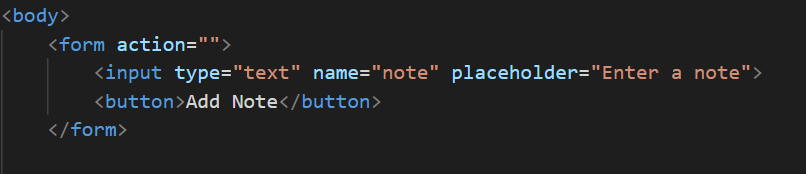 <body>
<form action="">
<input type="text" name="note" placeholder="Enter a note">
<button>Add Note</button>
</form>